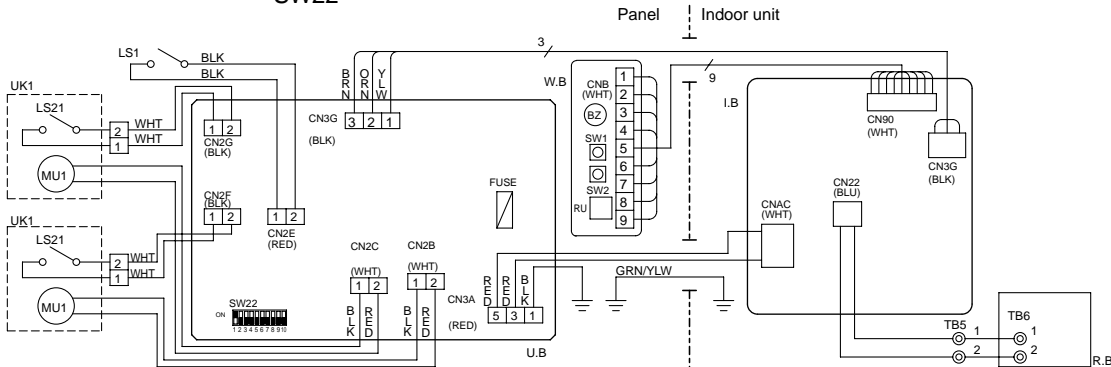 SW22
Panel
Indoor unit
3
9
LS1
BLK
BLK
UK1
LS21
2
1
WHT
WHT
MU1
1 2
CN2G
(BLK)
BRN
ORN
YLW
CN3G
3 2 1
(BLK)
W.B
CNB
(WHT)
BZ
SW1
SW2
RU
1
2
3
4
5
6
7
8
9
I.B
CN90
(WHT)
CN3G
(BLK)
CN22
(BLU)
CNAC
(WHT)
FUSE
CN2F
(BLK)
1 2
1 2
CN2E
(RED)
UK1
LS21
2
1
WHT
WHT
MU1
CN2C
(WHT)
1 2
CN2B
(WHT)
1 2
BLK
RED
BLK
RED
RED
RED
BLK
CN3A
(RED)
5 3 1
GRN/YLW
SW22
ON
1 2 3 4 5 6 7 8 9 10
U.B
TB5
1
2
TB6
1
2
R.B